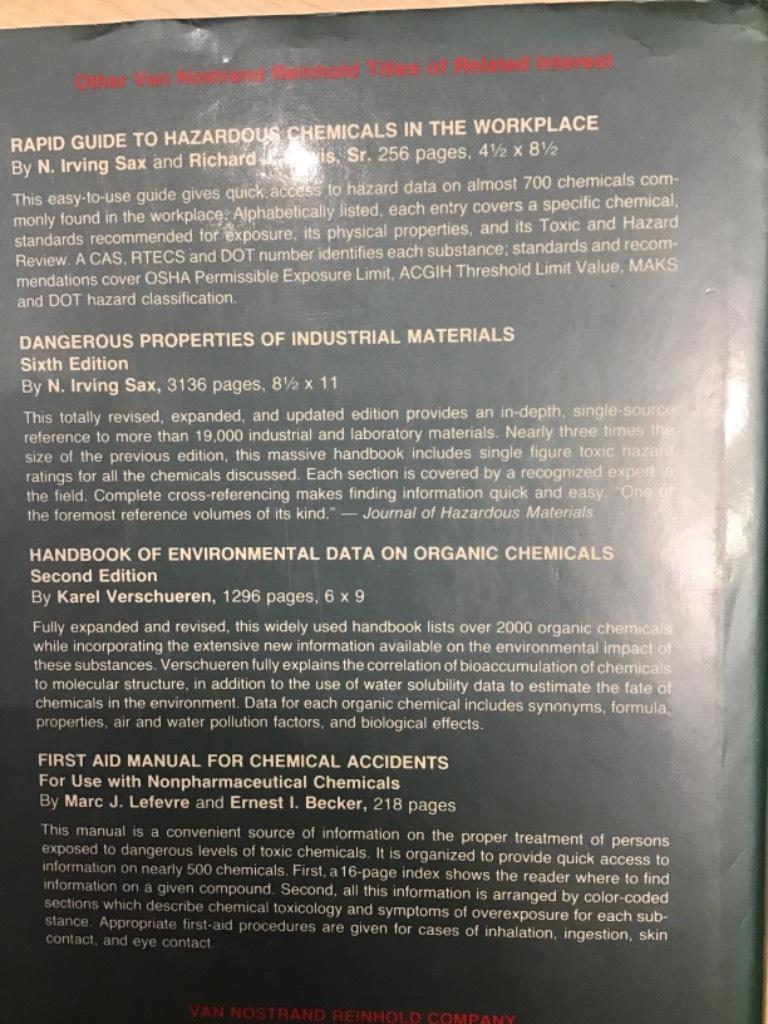 Other Van Nostrand Reinhold Titles of Related Interest
RAPID GUIDE TO HAZARDOUS CHEMICALS IN THE WORKPLACE
By N. Irving Sax and Richard Sr. 256 pages, 4½ x 8½
This easy-to-use guide gives quick access to hazard data on almost 700 chemicals com-
monly found in the workplace. Alphabetically listed, each entry covers a specific chemical,
standards recommended for exposure, its physical properties, and its Toxic and Hazard
Review. A CAS, RTECS and DOT number identifies each substance; standards and recom-
mendations cover OSHA Permissible Exposure Limit, ACGIH Threshold Limit Value, MAKS
and DOT hazard classification.
DANGEROUS PROPERTIES OF INDUSTRIAL MATERIALS
Sixth Edition
By N. Irving Sax, 3136 pages, 8½ x 11
This totally revised, expanded, and updated edition provides an in-depth, single-source
reference to more than 19,000 industrial and laboratory materials. Nearly three times the
size of the previous edition, this massive handbook includes single figure toxic hazard
ratings for all the chemicals discussed. Each section is covered by a recognized expert in
the field. Complete cross-referencing makes finding information quick and easy. "One of
the foremost reference volumes of its kind." — Journal of Hazardous Materials
HANDBOOK OF ENVIRONMENTAL DATA ON ORGANIC CHEMICALS
Second Edition
By Karel Verschueren, 1296 pages, 6 x 9
Fully expanded and revised, this widely used handbook lists over 2000 organic chemicals
while incorporating the extensive new information available on the environmental impact of
these substances. Verschueren fully explains the correlation of bioaccumulation of chemicals
to molecular structure, in addition to the use of water solubility data to estimate the fate of
chemicals in the environment. Data for each organic chemical includes synonyms, formula,
properties, air and water pollution factors, and biological effects.
FIRST AID MANUAL FOR CHEMICAL ACCIDENTS
For Use with Nonpharmaceutical Chemicals
By Marc J. Lefevre and Ernest I. Becker, 218 pages
This manual is a convenient source of information on the proper treatment of persons
exposed to dangerous levels of toxic chemicals. It is organized to provide quick access to
information on nearly 500 chemicals. First, a 16-page index shows the reader where to find
information on a given compound. Second, all this information is arranged by color-coded
sections which describe chemical toxicology and symptoms of overexposure for each sub-
stance. Appropriate first-aid procedures are given for cases of inhalation, ingestion, skin
contact, and eye contact.
VAN NOSTRAND REINHOLD COMPANY